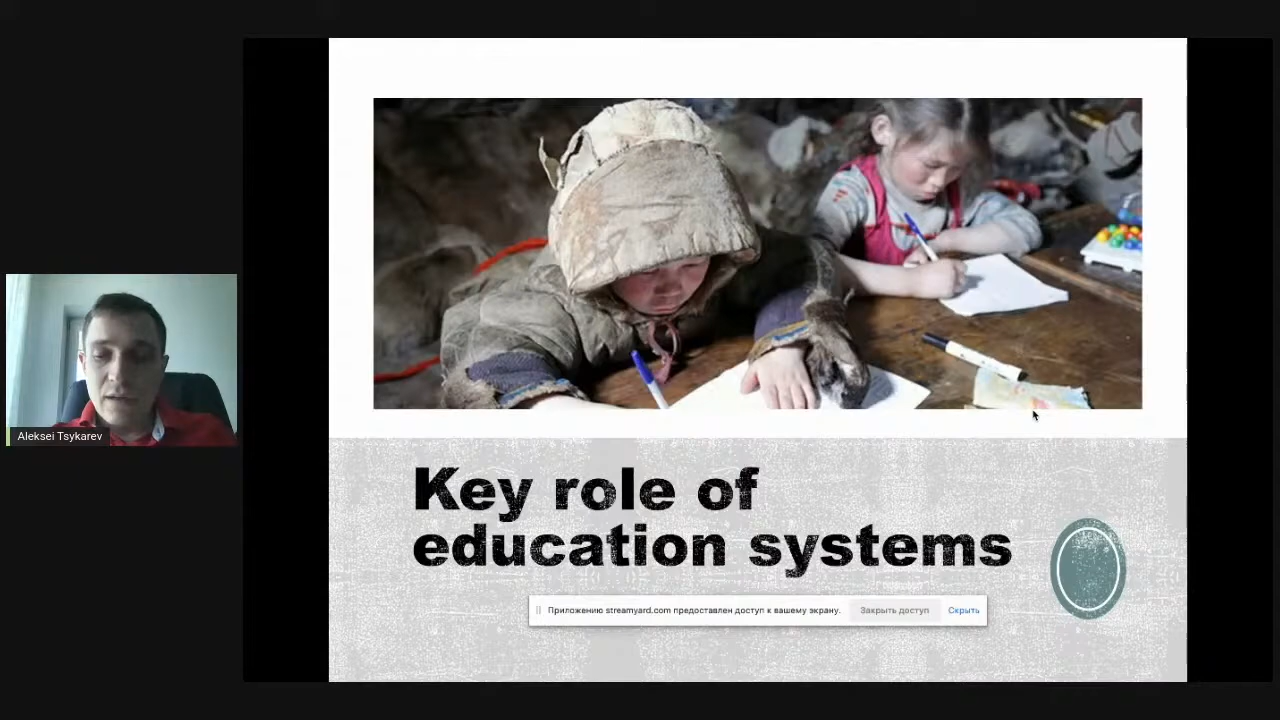 Key role of
education systems
Приложению streamyard.com предоставлен доступ к вашему экрану.
Закрыть доступ
Скрыть
Aleksei Tsykarev